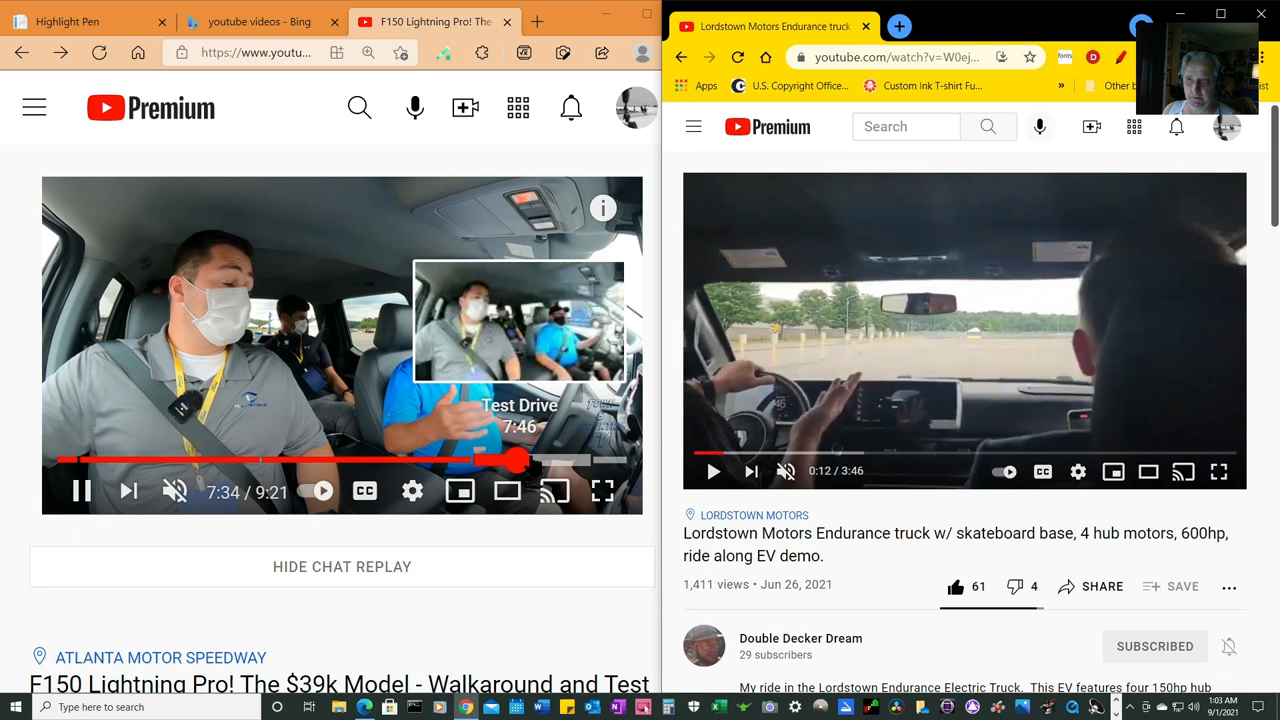 Highlight Pen
youtube videos - Bing
F150 Lightning Pro! The
https://www.youtu...
Premium
i
Test Drive
7:46
7:34 / 9:21
CC
HIDE CHAT REPLAY
ATLANTA MOTOR SPEEDWAY
F150 Lightning Pro! The $39k Model - Walkaround and Test
Lordstown Motors Endurance truck
youtube.com/watch?v=W0ej...
fonts
D
Apps
U.S. Copyright Office...
Custom Ink T-shirt Fu...
»
Other b
ist
Premium
Search
0:12 / 3:46
CC
LORDSTOWN MOTORS
Lordstown Motors Endurance truck w/ skateboard base, 4 hub motors, 600hp,
ride along EV demo.
1,411 views • Jun 26, 2021
61
4
SHARE
SAVE
Double Decker Dream
29 subscribers
SUBSCRIBED
My ride in the Lordstown Endurance Electric Truck. This EV features four 150hp hub
Type here to search
1:03 AM
9/1/2021